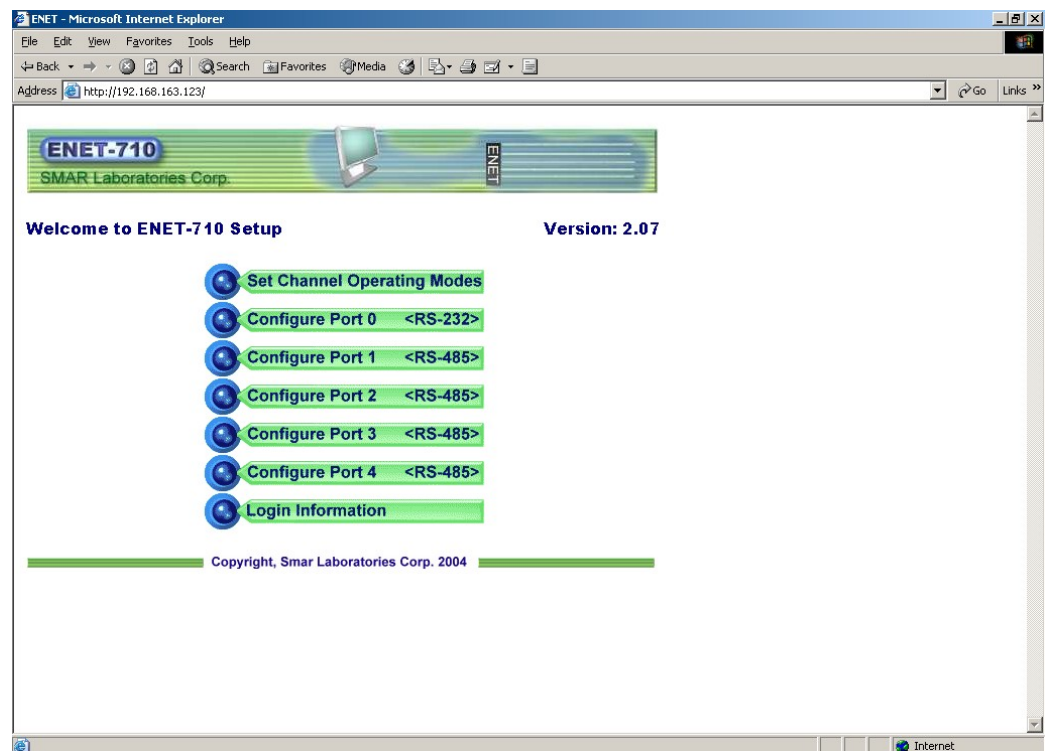 ENET - Microsoft Internet Explorer
File Edit View Favorites Tools Help
Back Search Favorites Media
Address http://192.168.163.123/ Go Links »
ENET-710
SMAR Laboratories Corp.
ENET
Welcome to ENET-710 Setup Version: 2.07
Set Channel Operating Modes
Configure Port 0 <RS-232>
Configure Port 1 <RS-485>
Configure Port 2 <RS-485>
Configure Port 3 <RS-485>
Configure Port 4 <RS-485>
Login Information
Copyright, Smar Laboratories Corp. 2004
Internet